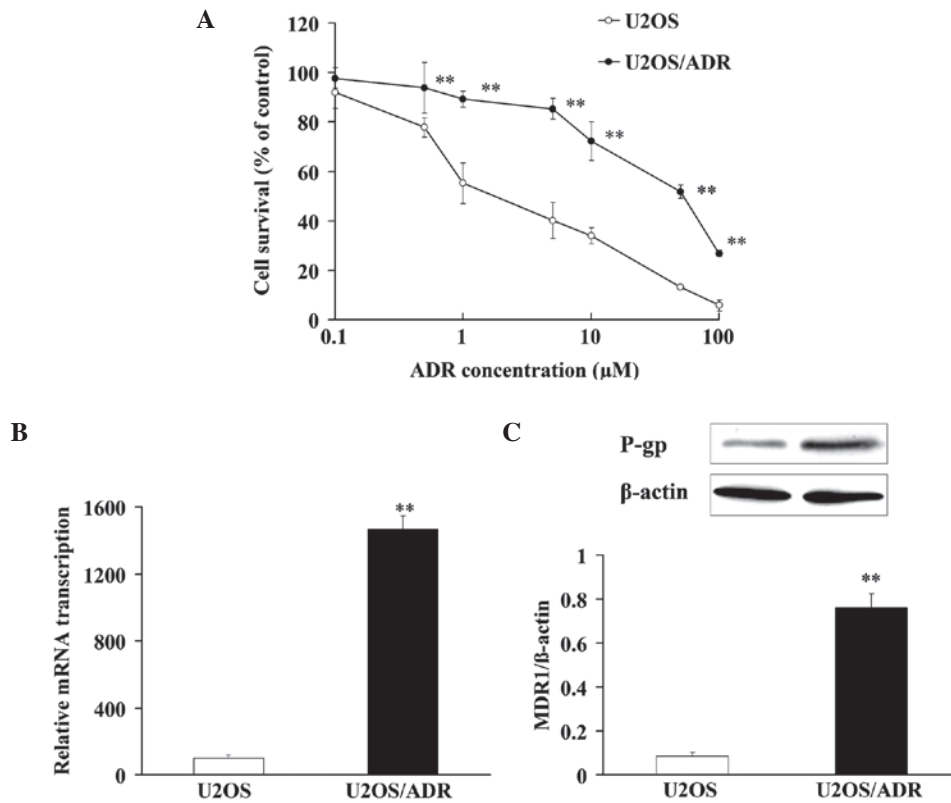 A
U2OS
U2OS/ADR
120
100
80
60
40
20
0
**
**
**
**
**
**
0.1 1 10 100
Cell survival (% of control)
ADR concentration (µM)
B
1600
1200
800
400
0
**
Relative mRNA transcription
U2OS U2OS/ADR
C
P-gp
β-actin
1
0.8
0.6
0.4
0.2
0
**
MDR1/ß-actin
U2OS U2OS/ADR